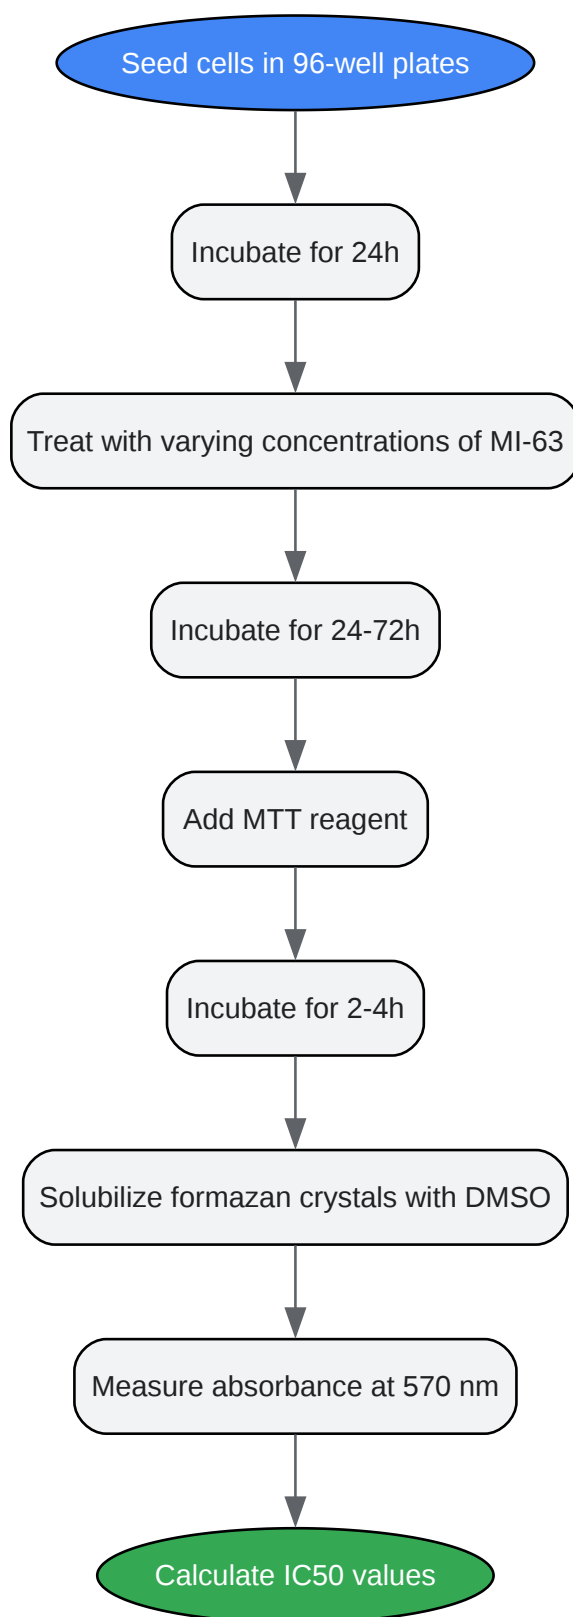 Seed cells in 96-well plates
Incubate for 24h
Treat with varying concentrations of MI-63
Incubate for 24-72h
Add MTT reagent
Incubate for 2-4h
Solubilize formazan crystals with DMSO
Measure absorbance at 570 nm
Calculate IC50 values